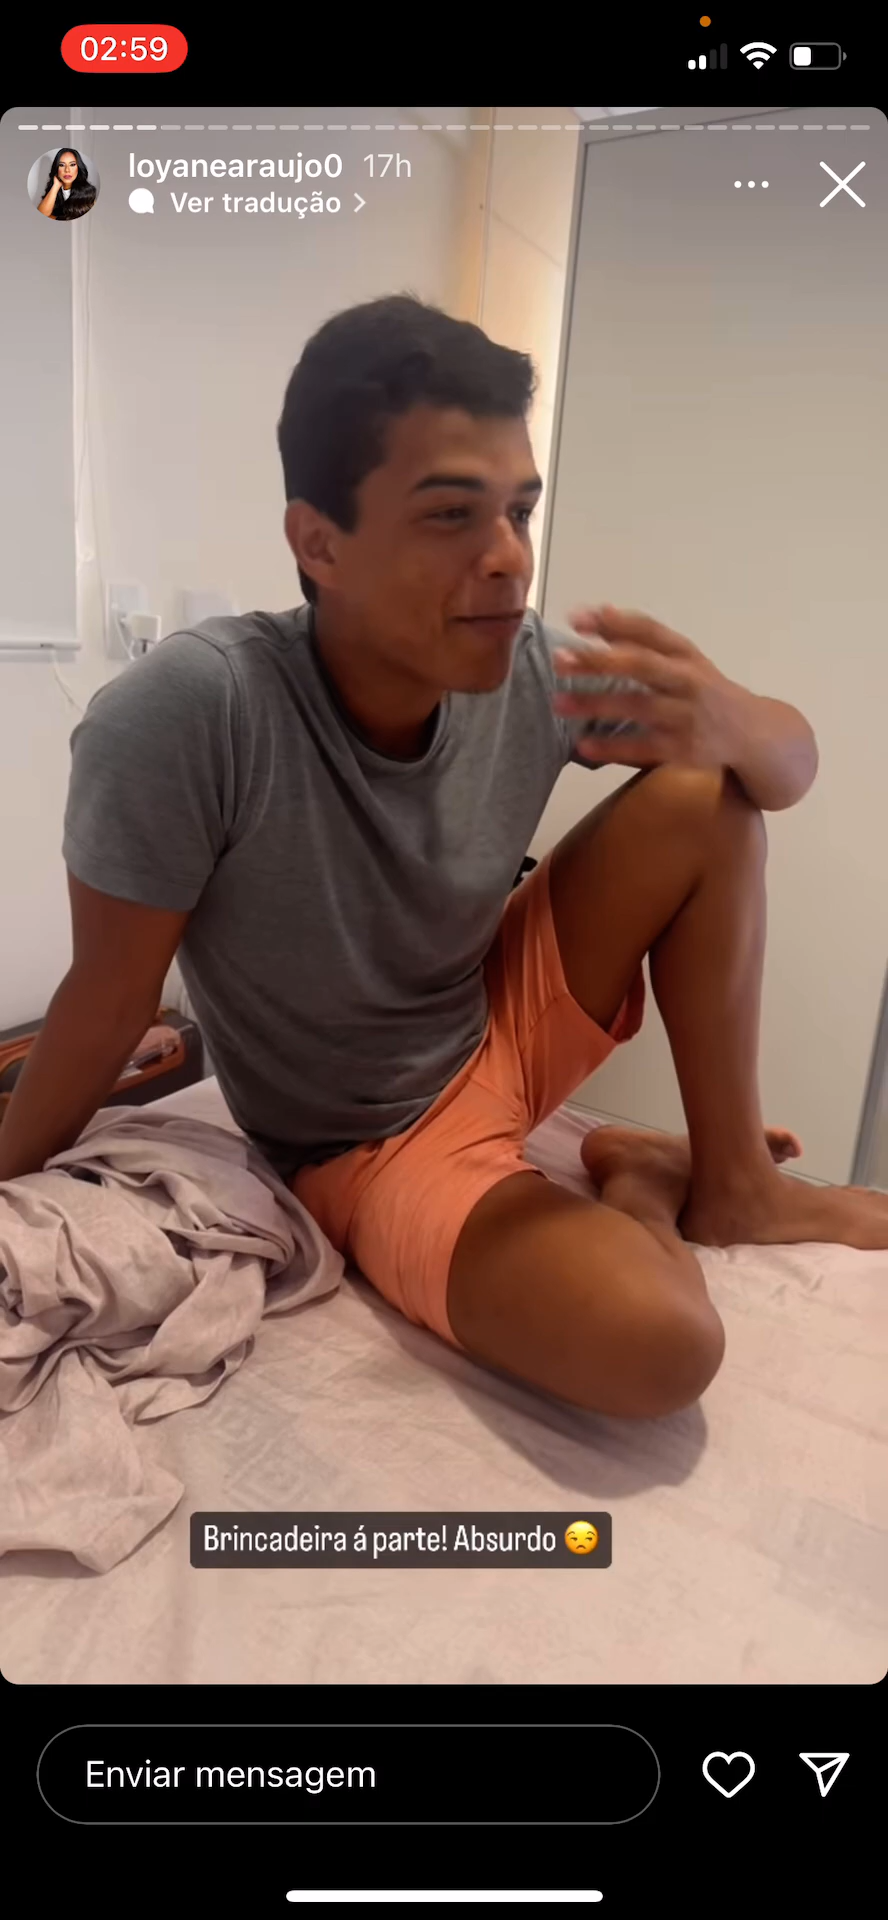 02:59
loyanearaujo0 17h
Ver tradução
Brincadeira á parte! Absurdo 😒
Enviar mensagem